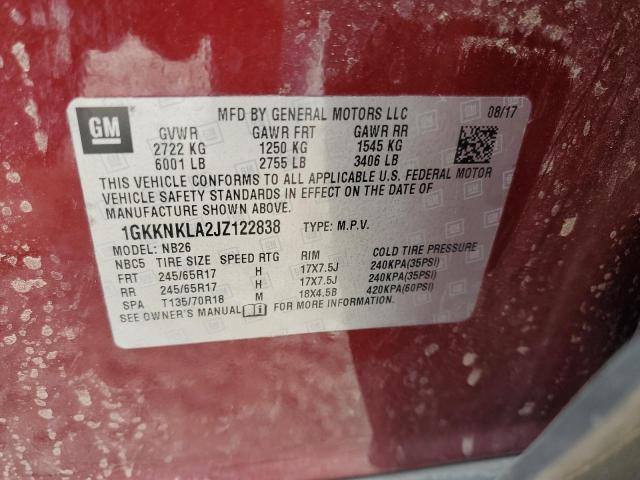 GM
MFD BY GENERAL MOTORS LLC 08/17
GVWR GAWR FRT GAWR RR
2722 KG 1250 KG 1545 KG
6001 LB 2755 LB 3406 LB
THIS VEHICLE CONFORMS TO ALL APPLICABLE U.S. FEDERAL MOTOR
VEHICLE SAFETY STANDARDS IN EFFECT ON THE DATE OF
MANUFACTURE SHOWN ABOVE.
1GKKNKLA2JZ122838 TYPE: M.P.V.
MODEL: NB26
NBC5 TIRE SIZE SPEED RTG RIM COLD TIRE PRESSURE
FRT 245/65R17 H 17X7.5J 240KPA(35PSI)
RR 245/65R17 H 17X7.5J 240KPA(35PSI)
SPA T135/70R18 M 18X4.5B 420KPA(60PSI)
SEE OWNER'S MANUAL i FOR MORE INFORMATION.